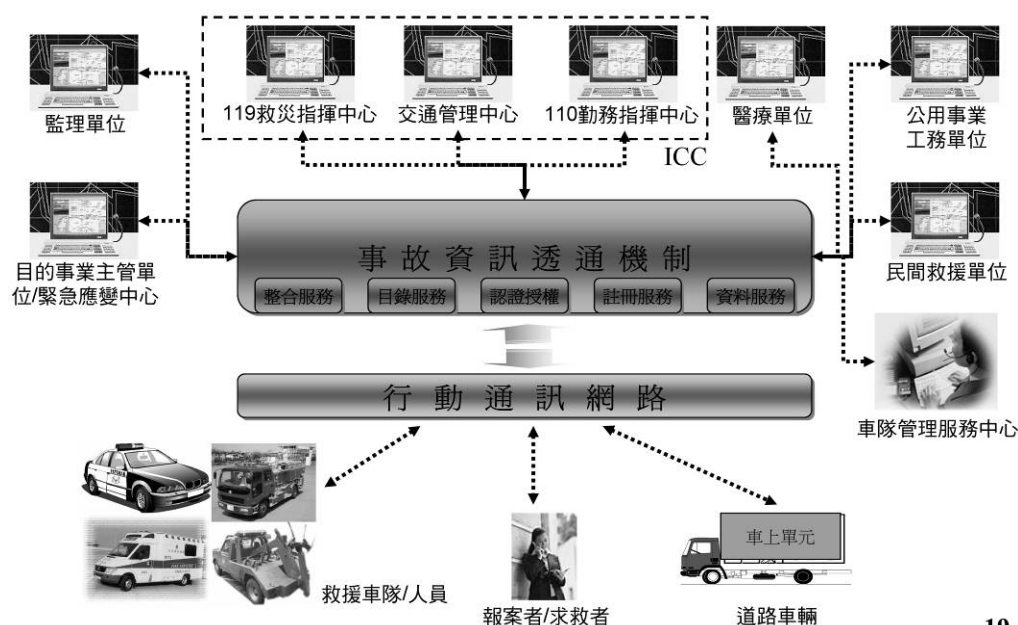 119救災指揮中心
交通管理中心
110勤務指揮中心
醫療單位
監理單位
公用事業
工務單位
ICC
目的事業主管單
位/緊急應變中心
民間救援單位
事故資訊透通機制
整合服務
目錄服務
認證授權
註冊服務
資料服務
行動通訊網路
車隊管理服務中心
車上單元
救援車隊/人員
報案者/求救者
道路車輛